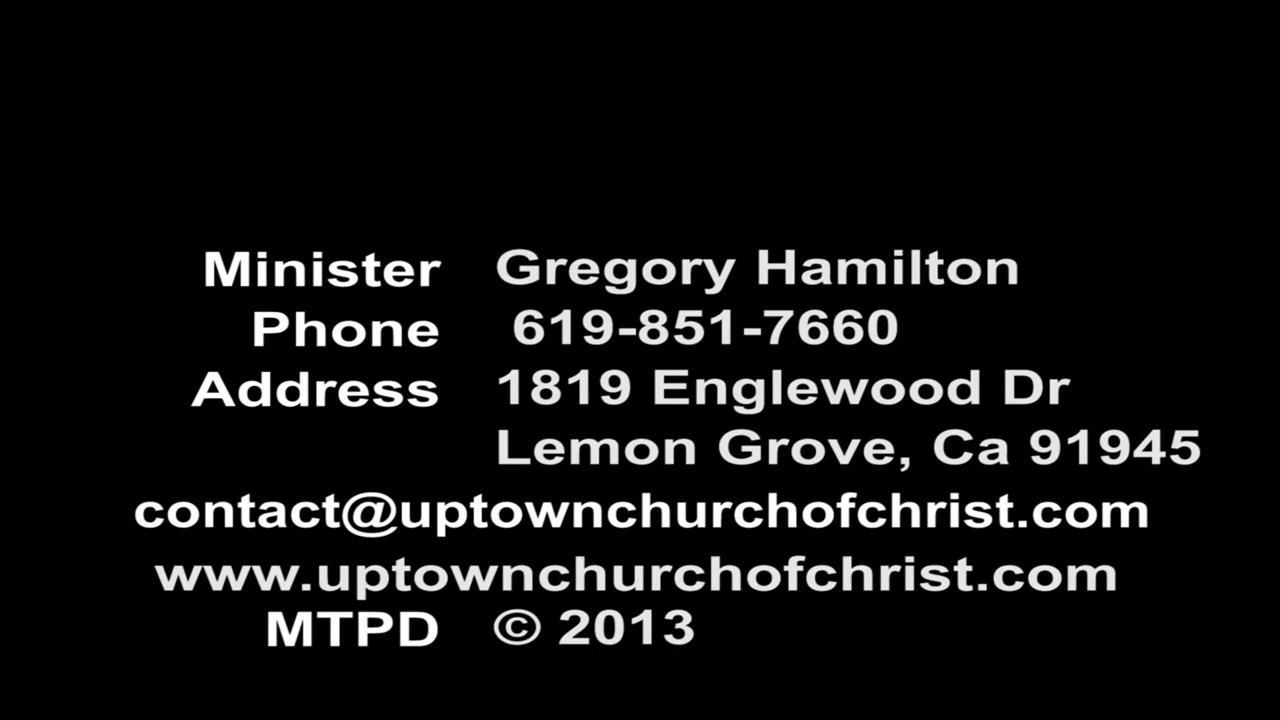 Minister Gregory Hamilton
Phone 619-851-7660
Address 1819 Englewood Dr
Lemon Grove, Ca 91945
contact@uptownchurchofchrist.com
www.uptownchurchofchrist.com
MTPD © 2013